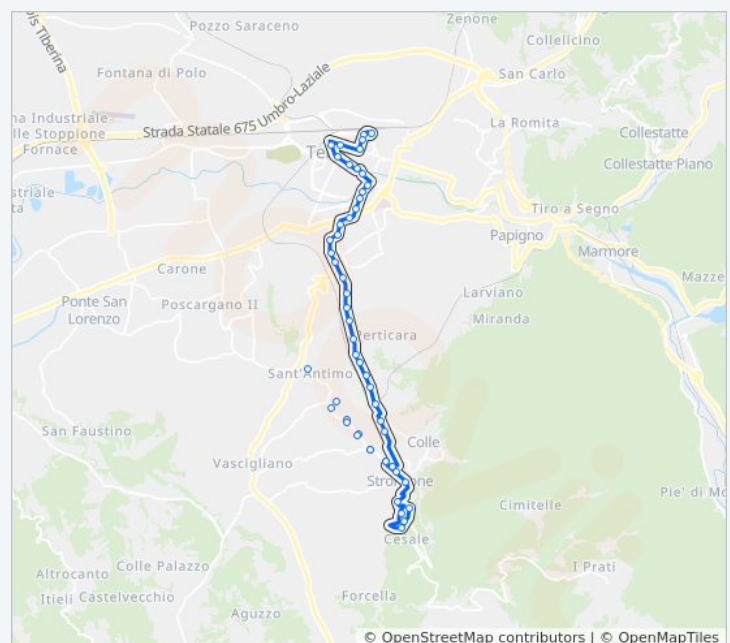 Pozzo Saraceno
Zenone
Collelicino
San Carlo
Fontana di Polo
Strada Statale 675 Umbro-Laziale
La Romita
Collestatte
Collestatte Piano
Fornace
Tiro a Segno
Papigno
Marmore
Carone
Ponte San
Lorenzo
Poscargano II
Larviano
Miranda
Perticara
Sant'Antimo
San Faustino
Vascigliano
Colle
Cimitelle
Cesale
I Prati
Altrocanto
Colle Palazzo
Itieli
Castelvecchio
Forcella
Aguzzo
© OpenStreetMap contributors | © OpenMapTiles